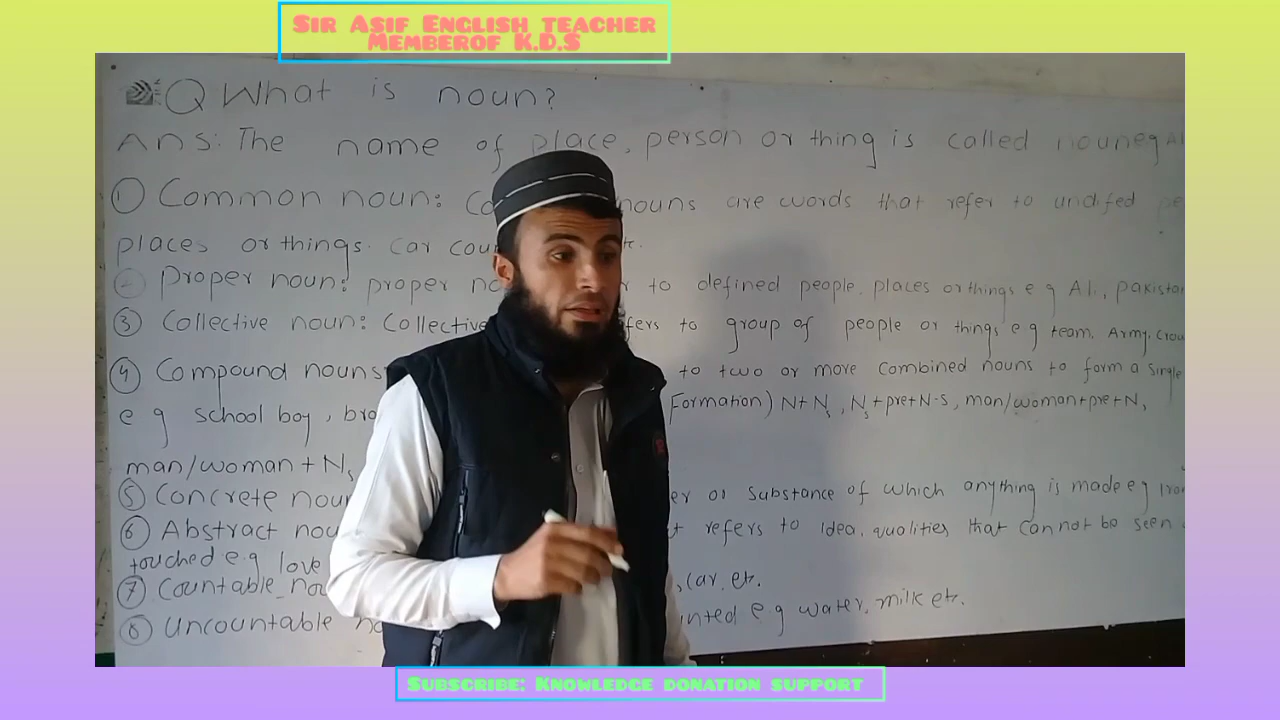 Sir Asif English teacher
Memberof K.D.S
Q What is noun?
Ans: The name of place, person or thing is called noun eg
① Common noun: nouns are words that refer to undifed
places or things. car
② Proper noun: proper to defined people, places or things e g Ali, pakistan
③ Collective noun: Collective refers to group of people or things e g team, Army, crow
④ Compound nouns to two or more combined nouns to form a single
e g school boy, Formation) N+Ns, Ns+pre+N-s, man/woman+pre+N,
man/woman + Ns
⑤ Concrete noun or substance of which anything is made e g Iron
⑥ Abstract refers to Idea, qualities that cannot be seen
touched e.g love
⑦ Countable , car, etc.
⑧ Uncountable e.g water, milk etc.
Subscribe: Knowledge donation support